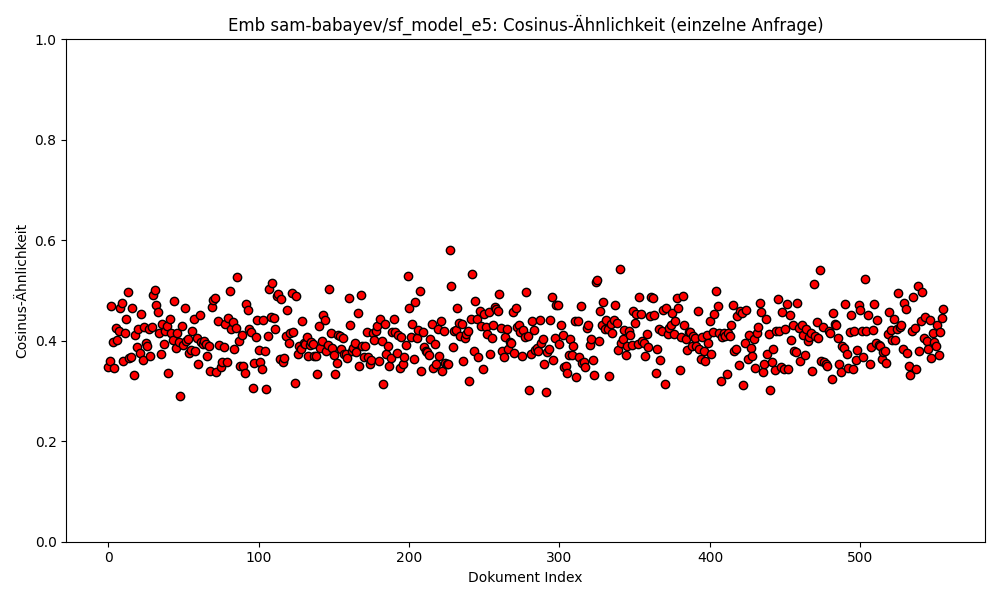 Emb sam-babayev/sf_model_e5: Cosinus-Ähnlichkeit (einzelne Anfrage)
1.0
0.8
0.6
0.4
0.2
0.0
Cosinus-Ähnlichkeit
0 100 200 300 400 500
Dokument Index